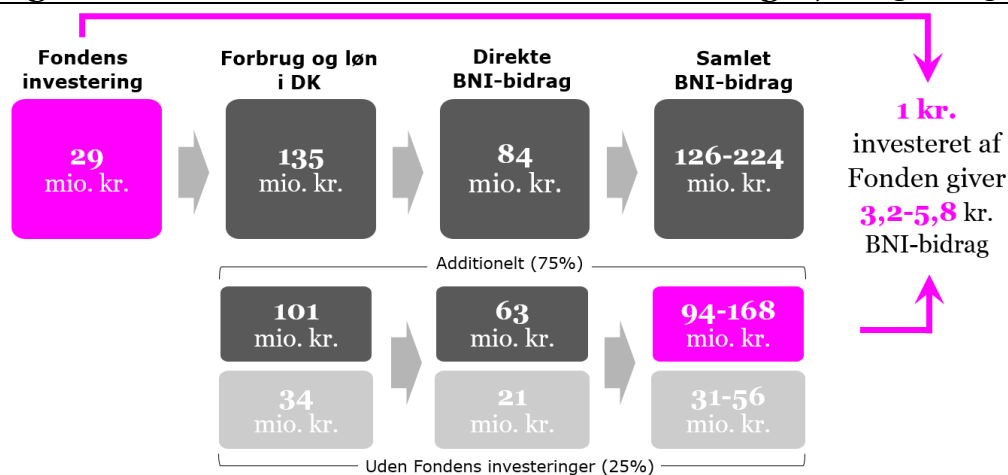 Fondens
investering
Forbrug og løn
i DK
Direkte
BNI-bidrag
Samlet
BNI-bidrag
29
mio. kr.
135
mio. kr.
84
mio. kr.
126-224
mio. kr.
1 kr.
investeret af
Fonden giver
3,2-5,8 kr.
BNI-bidrag
Additionelt (75%)
101
mio. kr.
63
mio. kr.
94-168
mio. kr.
34
mio. kr.
21
mio. kr.
31-56
mio. kr.
Uden Fondens investeringer (25%)